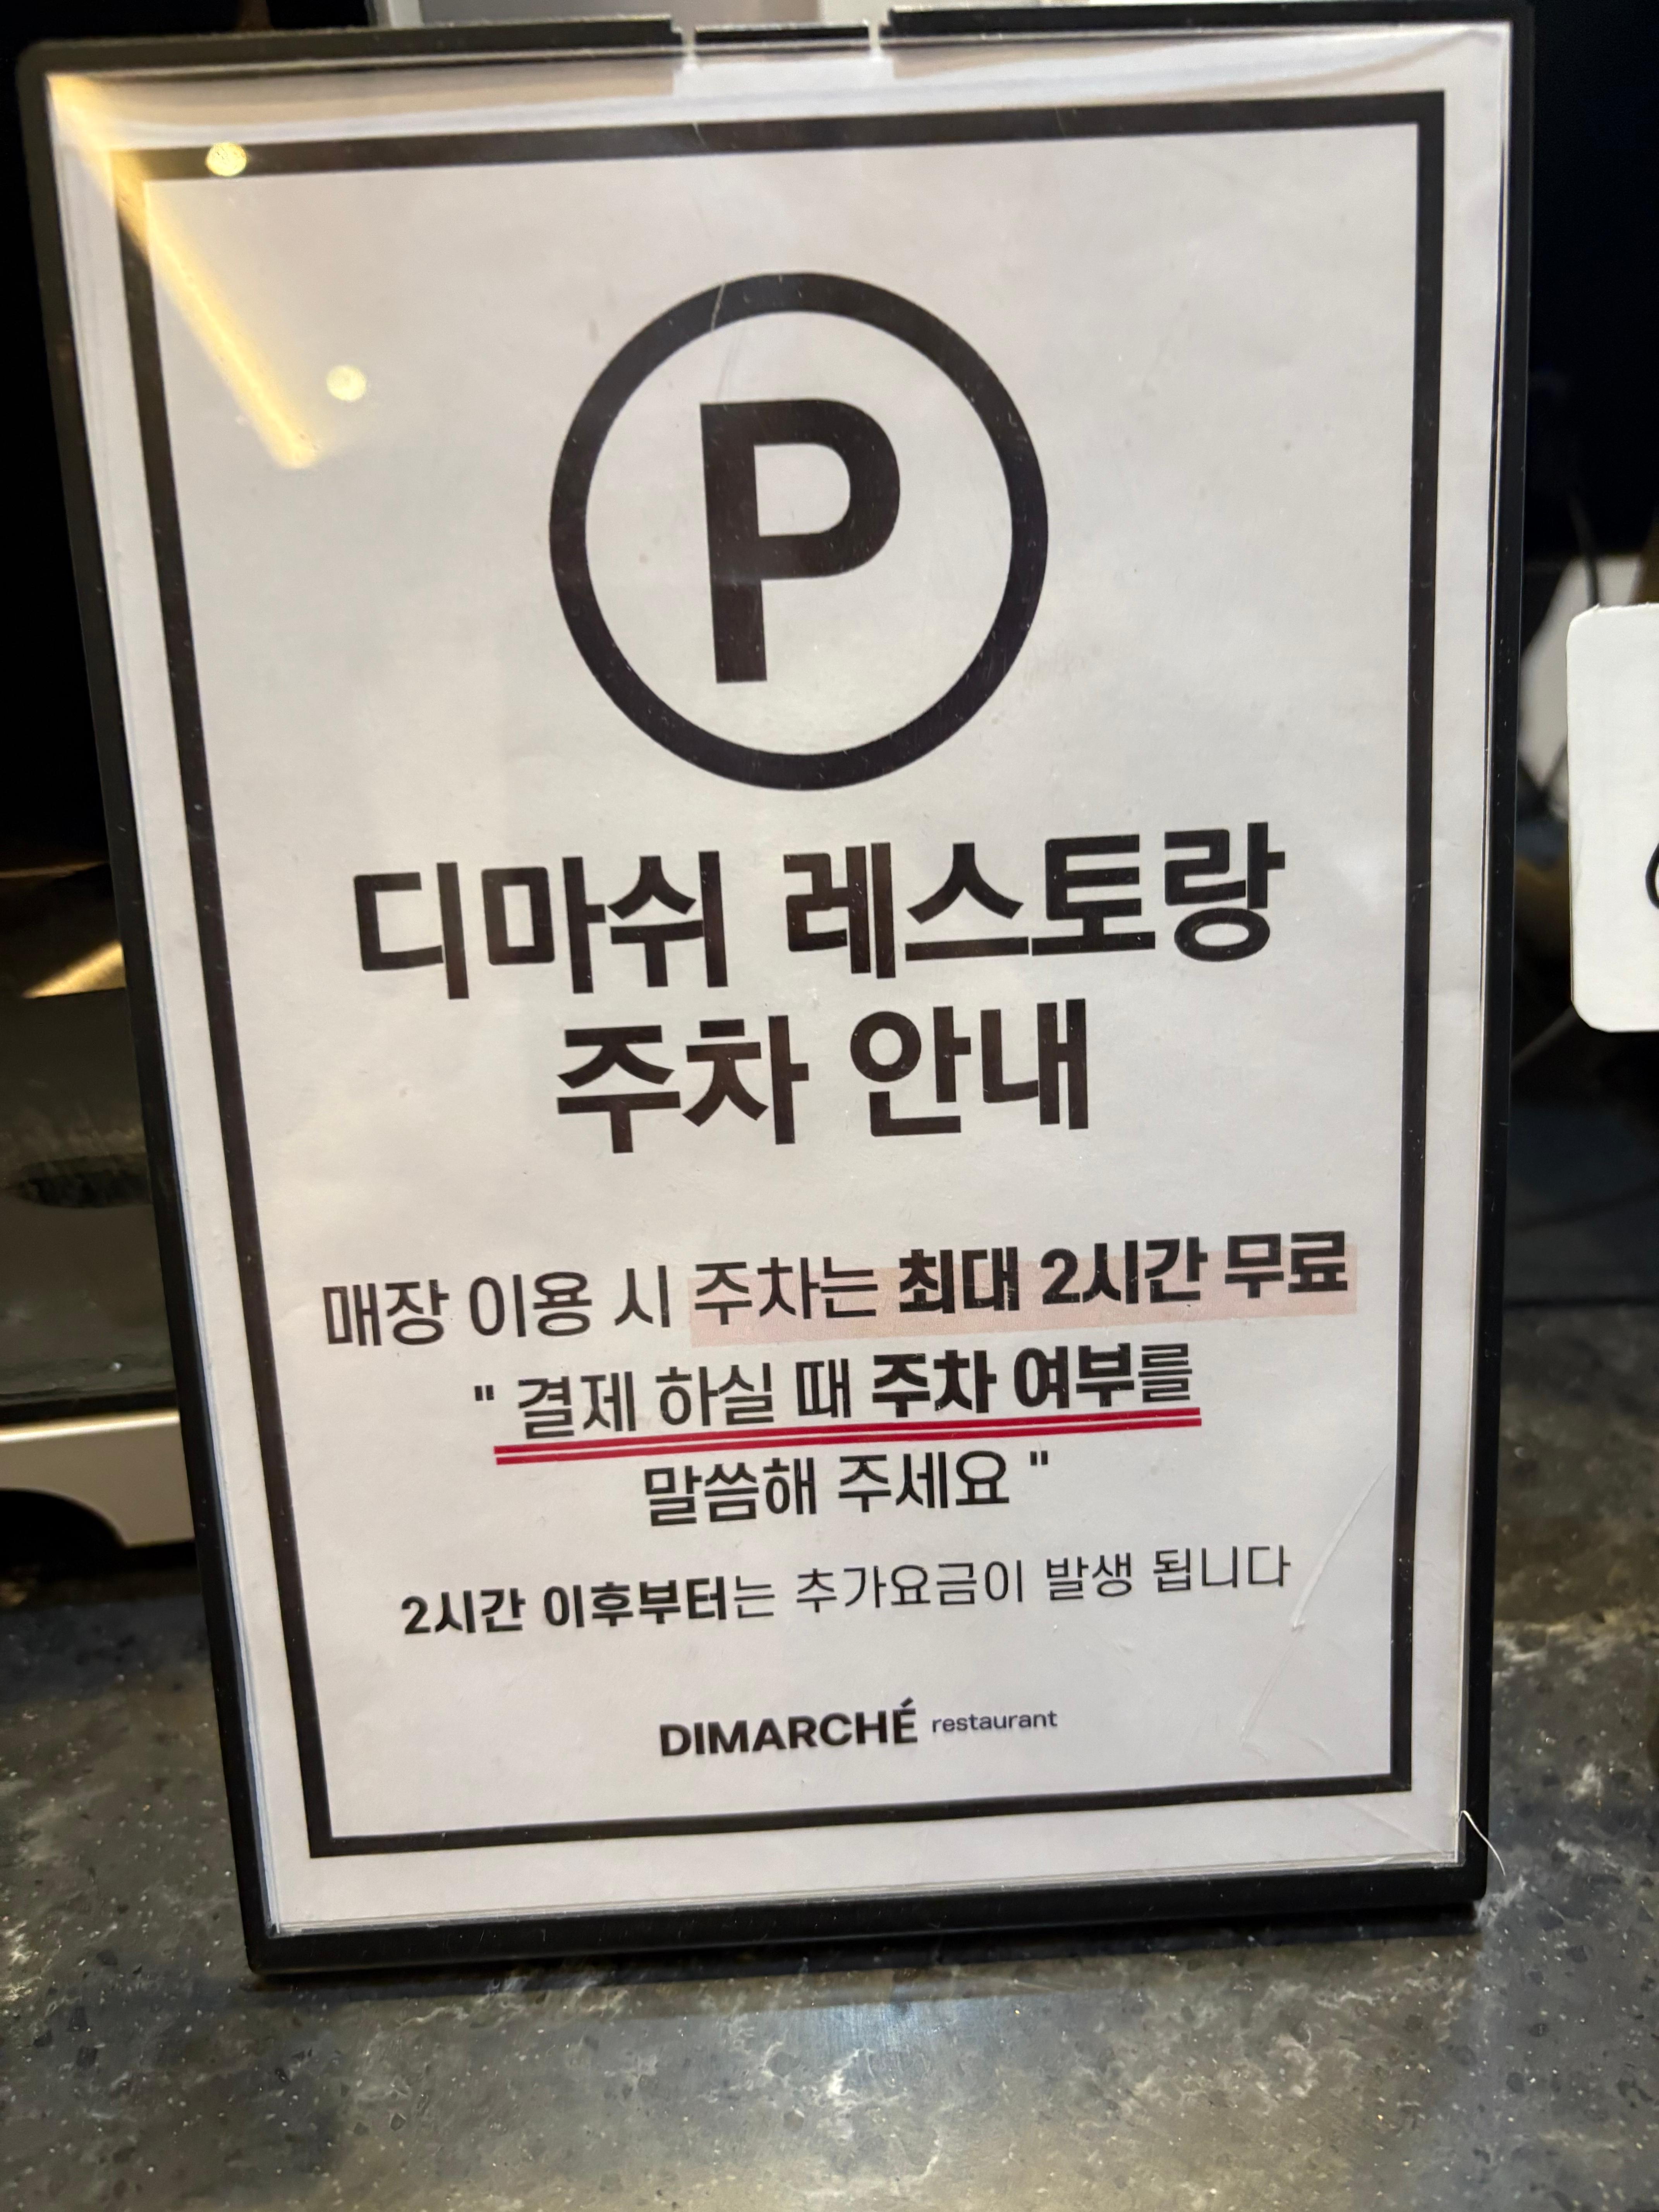 P
디마쉬 레스토랑
주차 안내
매장 이용 시 주차는 최대 2시간 무료
" 결제 하실 때 주차 여부를
말씀해 주세요 "
2시간 이후부터는 추가요금이 발생 됩니다
DIMARCHÉ restaurant